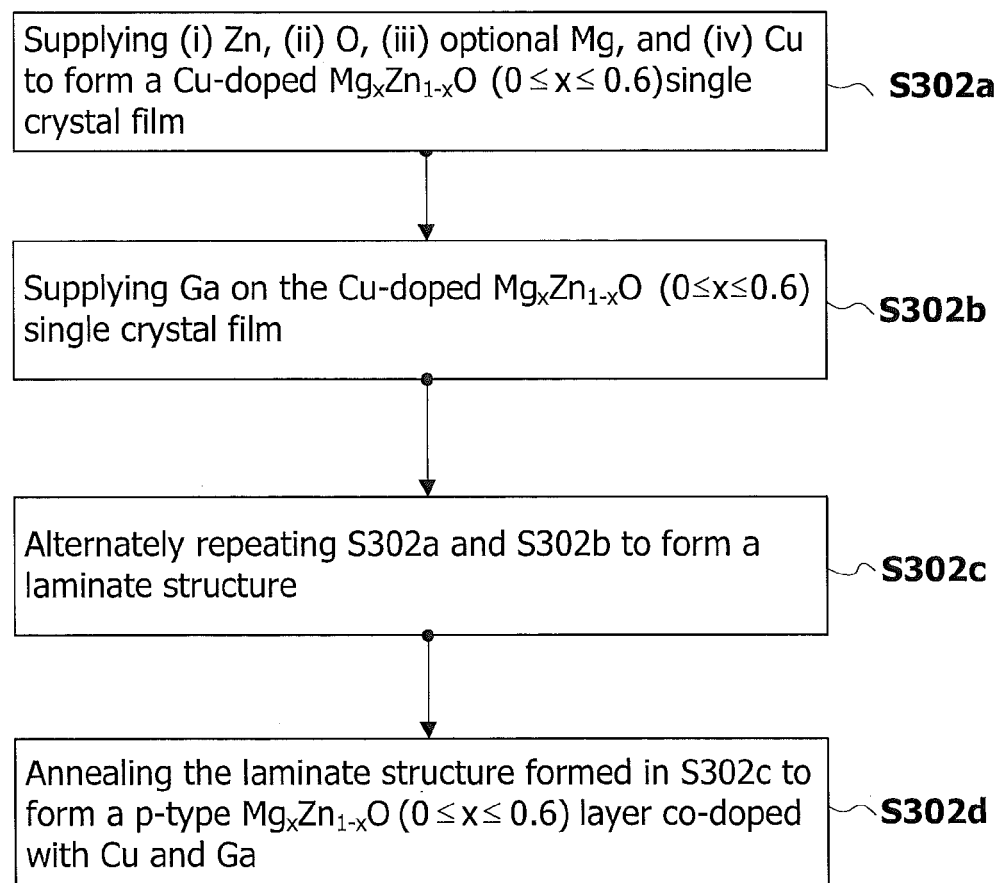 Supplying (i) Zn, (ii) O, (iii) optional Mg, and (iv) Cu
to form a Cu-doped MgₓZn₁₋ₓO (0≤x≤0.6)single
crystal film
S302a
Supplying Ga on the Cu-doped MgₓZn₁₋ₓO (0≤x≤0.6)
single crystal film
S302b
Alternately repeating S302a and S302b to form a
laminate structure
S302c
Annealing the laminate structure formed in S302c to
form a p-type MgₓZn₁₋ₓO (0≤x≤0.6) layer co-doped
with Cu and Ga
S302d